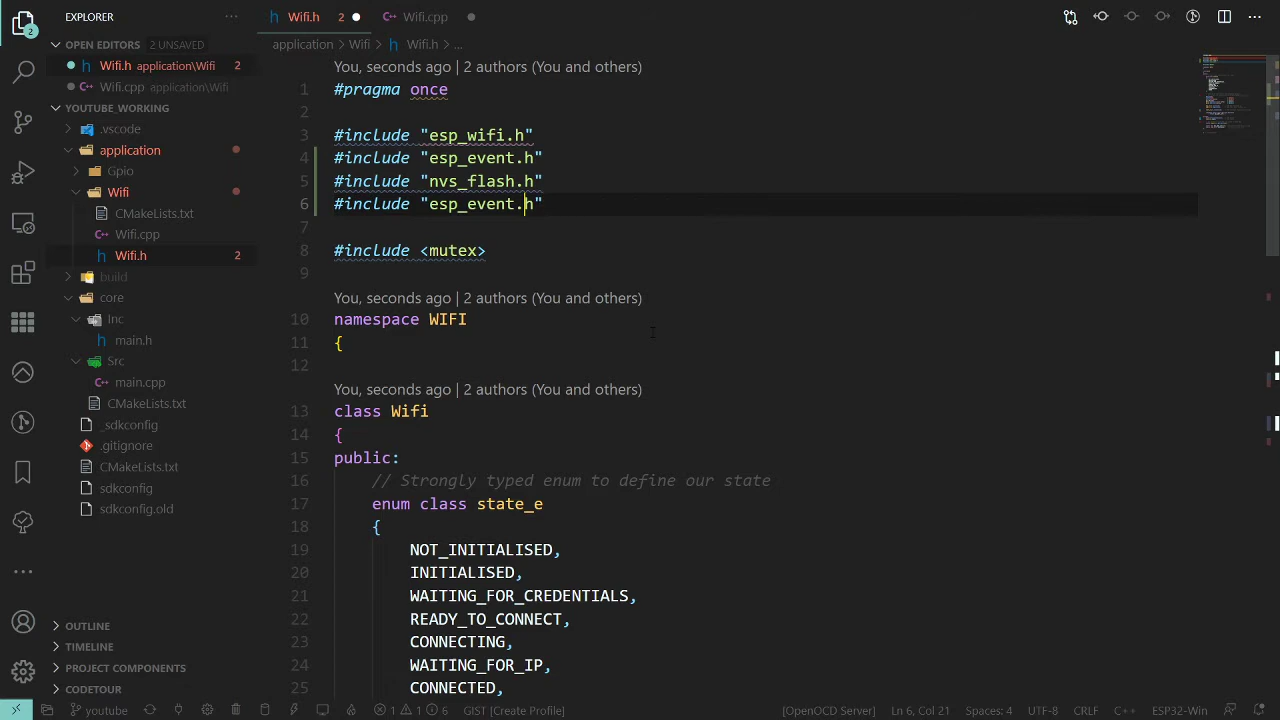 EXPLORER
Wifi.h 2
Wifi.cpp
OPEN EDITORS 2 UNSAVED
application > Wifi > Wifi.h > ...
Wifi.h application\Wifi 2
Wifi.cpp application\Wifi
YOUTUBE_WORKING
.vscode
application
Gpio
Wifi
CMakeLists.txt
Wifi.cpp
Wifi.h 2
build
core
Inc
main.h
Src
main.cpp
CMakeLists.txt
_sdkconfig
.gitignore
CMakeLists.txt
sdkconfig
sdkconfig.old
OUTLINE
TIMELINE
PROJECT COMPONENTS
CODETOUR
2
You, seconds ago | 2 authors (You and others)
1 #pragma once
2
3 #include "esp_wifi.h"
4 #include "esp_event.h"
5 #include "nvs_flash.h"
6 #include "esp_event.h"
7
8 #include <mutex>
9
You, seconds ago | 2 authors (You and others)
10 namespace WIFI
11 {
12
You, seconds ago | 2 authors (You and others)
13 class Wifi
14 {
15 public:
16 // Strongly typed enum to define our state
17 enum class state_e
18 {
19 NOT_INITIALISED,
20 INITIALISED,
21 WAITING_FOR_CREDENTIALS,
22 READY_TO_CONNECT,
23 CONNECTING,
24 WAITING_FOR_IP,
25 CONNECTED,
youtube 1 1 6 GIST [Create Profile] [OpenOCD Server] Ln 6, Col 21 Spaces: 4 UTF-8 CRLF C++ ESP32-Win